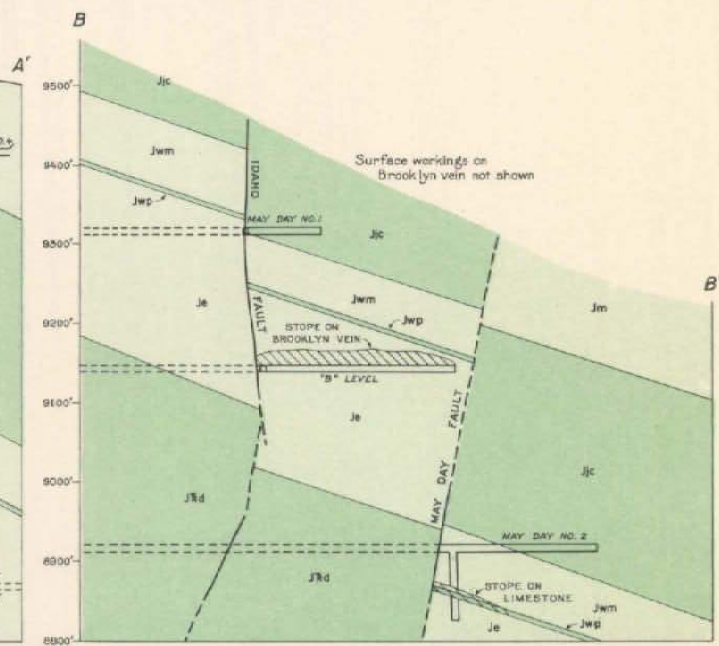 B
A'
9500'
Jjc
9400'
Jwm
Surface workings on
Brooklyn vein not shown
IDAHO
Jwp
MAY DAY NO.1
9300'
Jjc
B'
Je
Jwm
Jm
FAULT
Jwp
9200'
STOPE ON
BROOKLYN VEIN
"B" LEVEL
9100'
Je
MAY DAY FAULT
9000'
Jjc
JTRd
MAY DAY NO. 2
8900'
JTRd
STOPE ON
LIMESTONE
Jwm
Jwp
Je
8800'